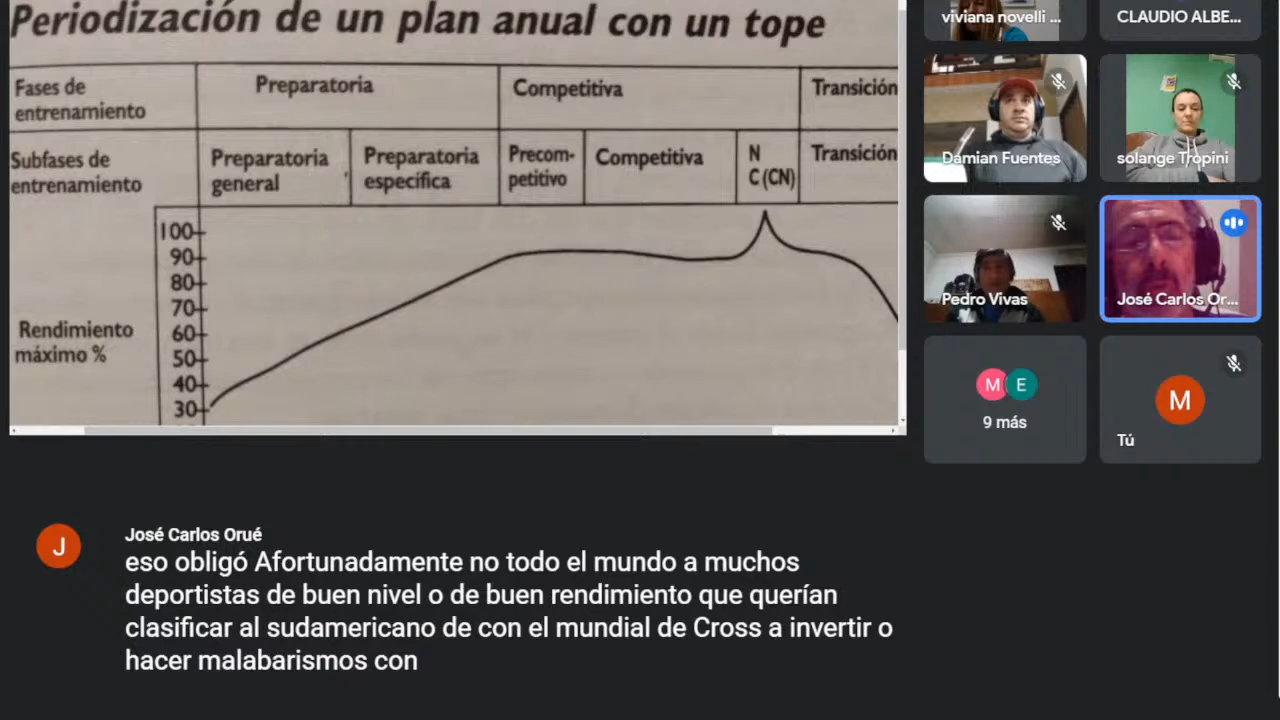 Periodización de un plan anual con un tope
Fases de
entrenamiento
Preparatoria
Competitiva
Transición
Subfases de
entrenamiento
Preparatoria
general
Preparatoria
específica
Precom-
petitivo
Competitiva
N
C (CN)
Transición
Rendimiento
máximo %
100
90
80
70
60
50
40
30
viviana novelli ...
CLAUDIO ALBE...
Damian Fuentes
solange Tropini
Pedro Vivas
José Carlos Or...
M
E
9 más
M
Tú
J
José Carlos Orué
eso obligó Afortunadamente no todo el mundo a muchos
deportistas de buen nivel o de buen rendimiento que querían
clasificar al sudamericano de con el mundial de Cross a invertir o
hacer malabarismos con